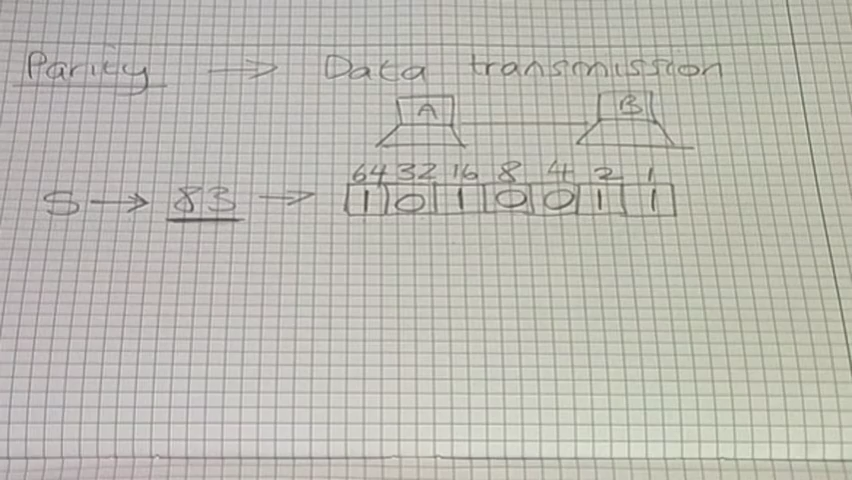 Parity → Data transmission
A B
64 32 16 8 4 2 1
S → 83 → 1 0 1 0 0 1 1